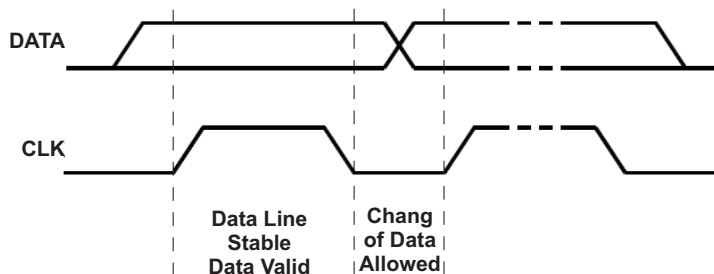 DATA
CLK
Data Line
Stable
Data Valid
Chang
of Data
Allowed